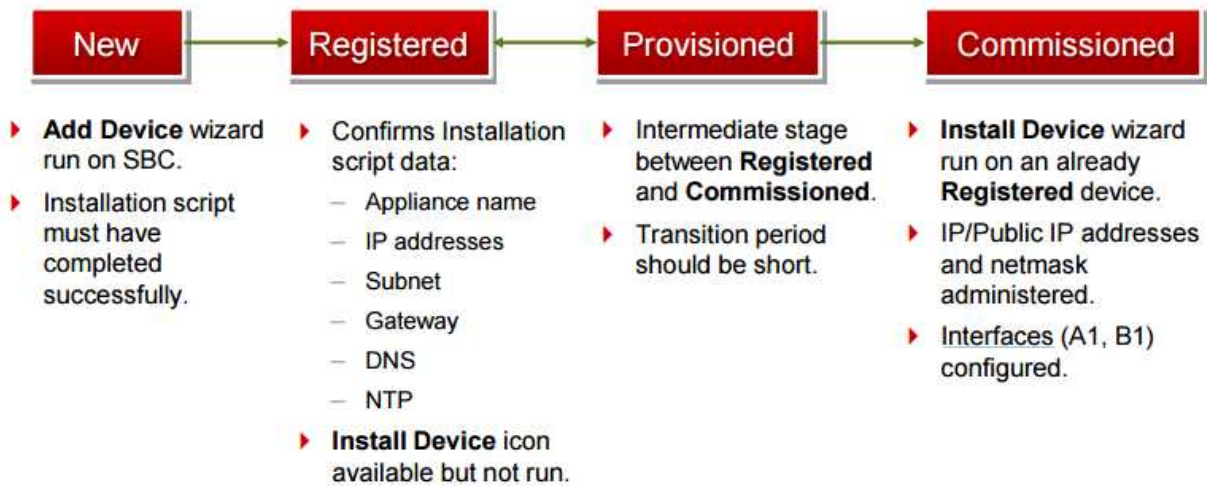 New
Registered
Provisioned
Commissioned
Add Device wizard
run on SBC.
Installation script
must have
completed
successfully.
Confirms Installation
script data:
– Appliance name
– IP addresses
– Subnet
– Gateway
– DNS
– NTP
Install Device icon
available but not run.
Intermediate stage
between Registered
and Commissioned.
Transition period
should be short.
Install Device wizard
run on an already
Registered device.
IP/Public IP addresses
and netmask
administered.
Interfaces (A1, B1)
configured.